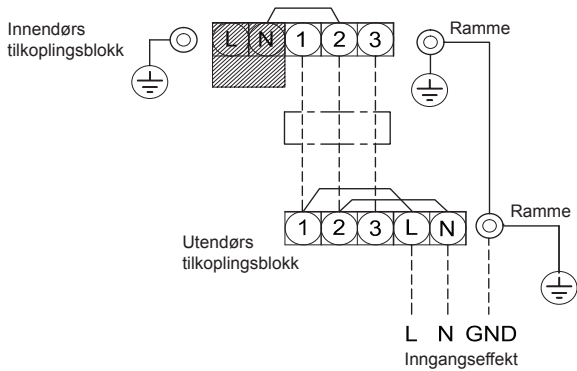 Innendørs
tilkoplingsblokk
L N 1 2 3
Ramme
1 2 3 L N
Ramme
Utendørs
tilkoplingsblokk
L N GND
Inngangseffekt